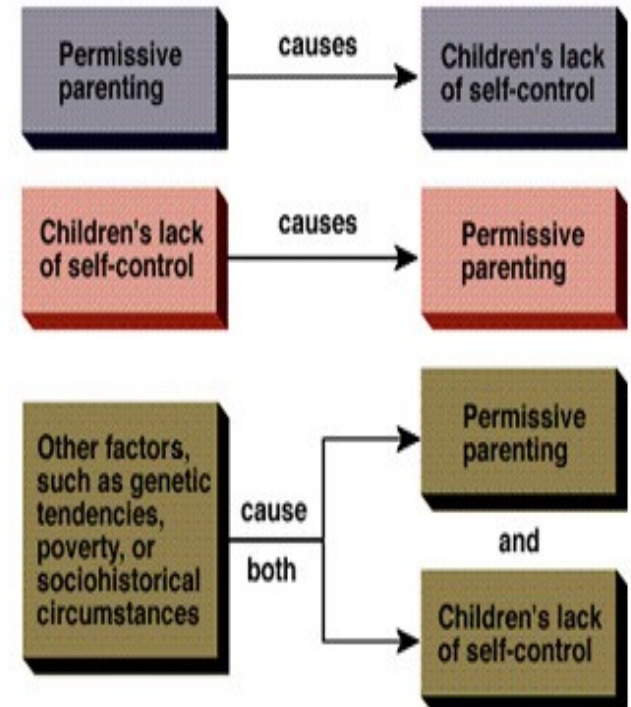 Permissive
parenting
causes
Children's lack
of self-control
Children's lack
of self-control
causes
Permissive
parenting
Other factors,
such as genetic
tendencies,
poverty, or
sociohistorical
circumstances
cause
both
Permissive
parenting
and
Children's lack
of self-control